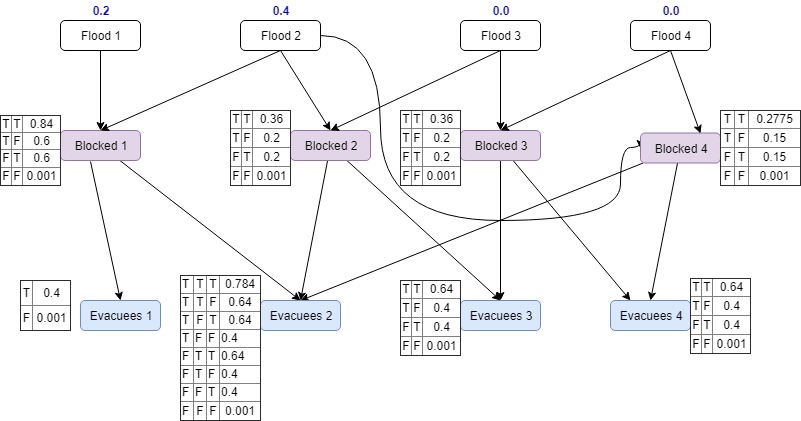 0.2 0.4 0.0 0.0
Flood 1 Flood 2 Flood 3 Flood 4
T T 0.84
T F 0.6
F T 0.6
F F 0.001
Blocked 1
T T 0.36
T F 0.2
F T 0.2
F F 0.001
Blocked 2
T T 0.36
T F 0.2
F T 0.2
F F 0.001
Blocked 3
Blocked 4
T T 0.2775
T F 0.15
F T 0.15
F F 0.001
T 0.4
F 0.001
Evacuees 1
T T T 0.784
T T F 0.64
T F T 0.64
T F F 0.4
F T T 0.64
F T F 0.4
F F T 0.4
F F F 0.001
Evacuees 2
T T 0.64
T F 0.4
F T 0.4
F F 0.001
Evacuees 3
Evacuees 4
T T 0.64
T F 0.4
F T 0.4
F F 0.001